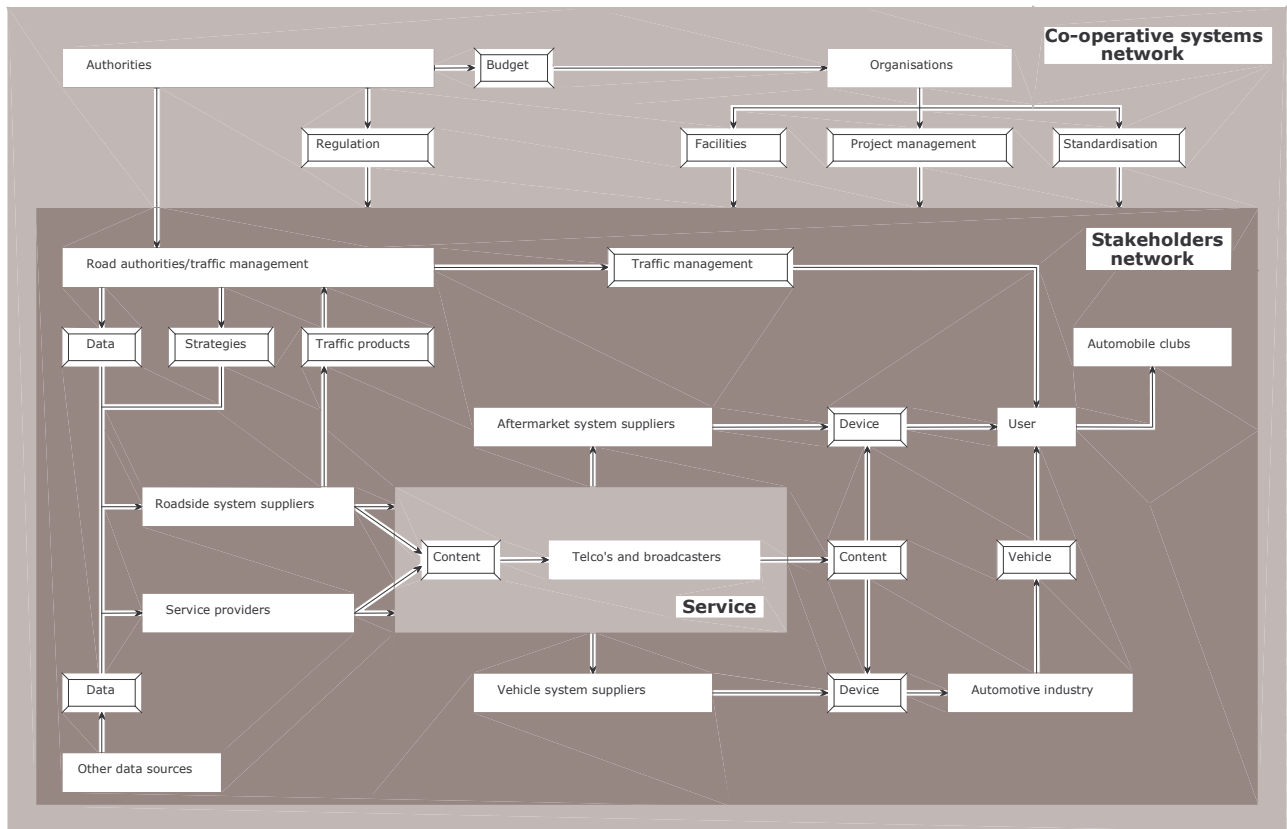 Co-operative systems
network
Authorities
Budget
Organisations
Regulation
Facilities
Project management
Standardisation
Stakeholders
network
Road authorities/traffic management
Traffic management
Data
Strategies
Traffic products
Automobile clubs
Aftermarket system suppliers
Device
User
Roadside system suppliers
Content
Telco's and broadcasters
Content
Vehicle
Service providers
Service
Data
Vehicle system suppliers
Device
Automotive industry
Other data sources